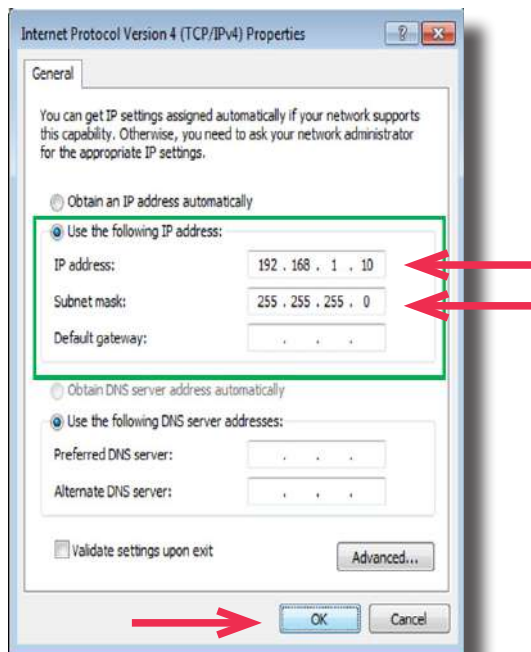 Internet Protocol Version 4 (TCP/IPv4) Properties
General
You can get IP settings assigned automatically if your network supports
this capability. Otherwise, you need to ask your network administrator
for the appropriate IP settings.
Obtain an IP address automatically
Use the following IP address:
IP address: 192 . 168 . 1 . 10
Subnet mask: 255 . 255 . 255 . 0
Default gateway: . . .
Obtain DNS server address automatically
Use the following DNS server addresses:
Preferred DNS server: . . .
Alternate DNS server: . . .
Validate settings upon exit
Advanced...
OK Cancel